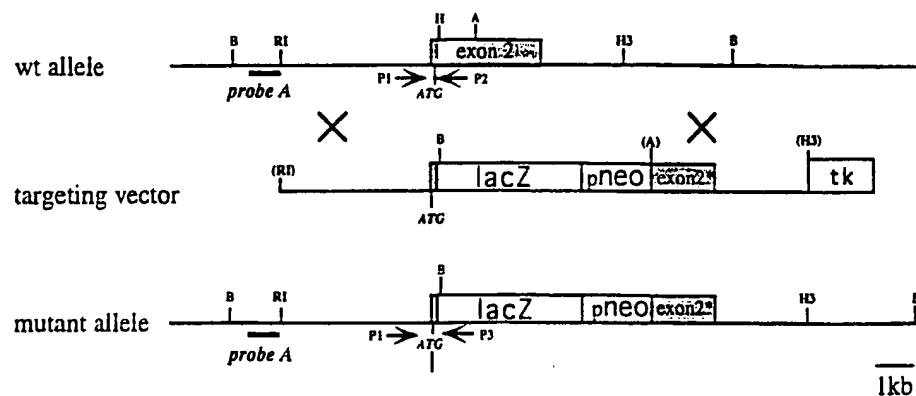 H A
B RI exon 2 H3 B
wt allele
P1 P2
probe A ATG
B (A) (H3)
(RI) lacZ pneo exon2* tk
targeting vector
ATG
B
B RI lacZ pneo exon2* H3
mutant allele
P1 ATG P3
probe A
1kb